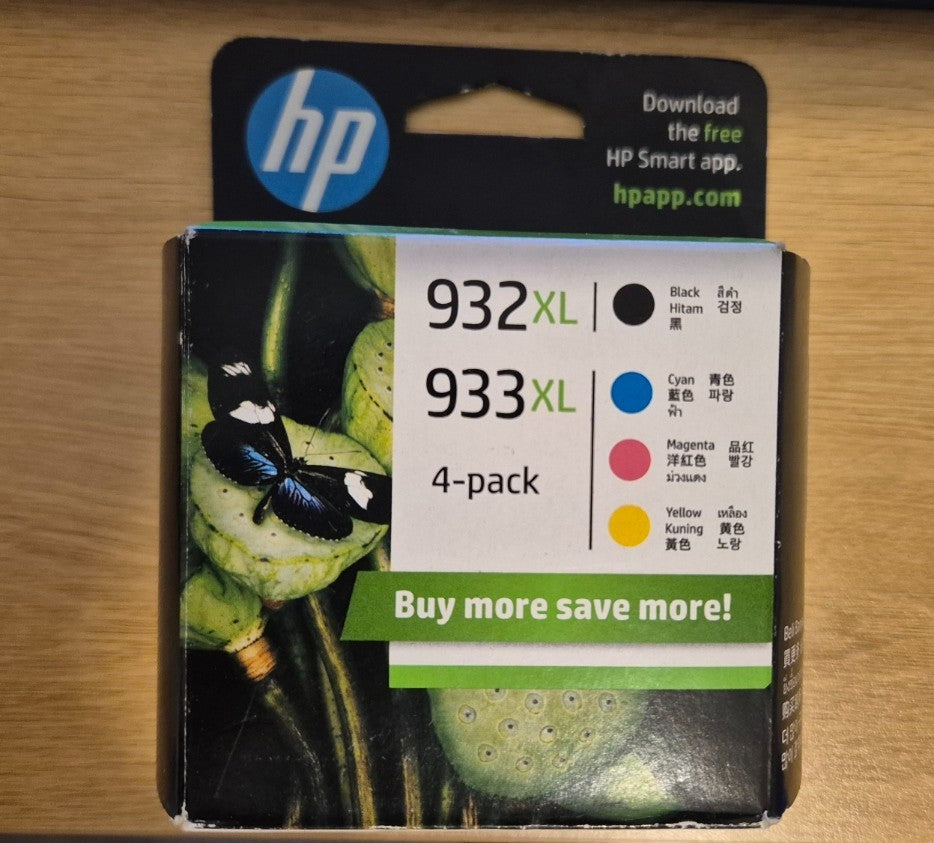 hp
Download
the free
HP Smart app.
hpapp.com
932XL
Black สีดำ
Hitam 검정
黑
933XL
Cyan 青色
藍色 파랑
ฟ้า
Magenta 品红
洋紅色 빨강
ม่วงแดง
4-pack
Yellow เหลือง
Kuning 黄色
黃色 노랑
Buy more save more!